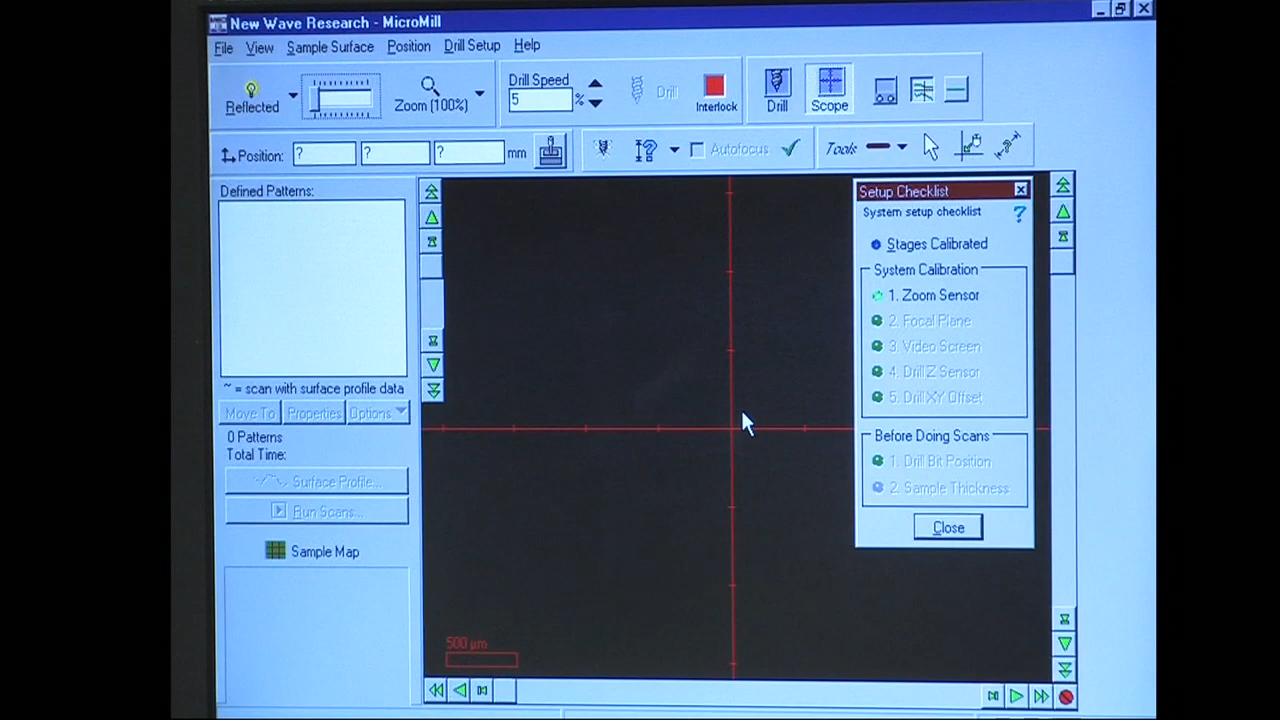 New Wave Research - MicroMill
File View Sample Surface Position Drill Setup Help
Reflected
Zoom (100%)
Drill Speed
5 %
Drill
Interlock
Drill
Scope
Position: ? ? ? mm
Autofocus
Tools
Defined Patterns:
~ = scan with surface profile data
Move To Properties Options
0 Patterns
Total Time:
Surface Profile...
Run Scans...
Sample Map
500 µm
Setup Checklist
System setup checklist
?
Stages Calibrated
System Calibration
1. Zoom Sensor
2. Focal Plane
3. Video Screen
4. Drill Z Sensor
5. Drill XY Offset
Before Doing Scans
1. Drill Bit Position
2. Sample Thickness
Close